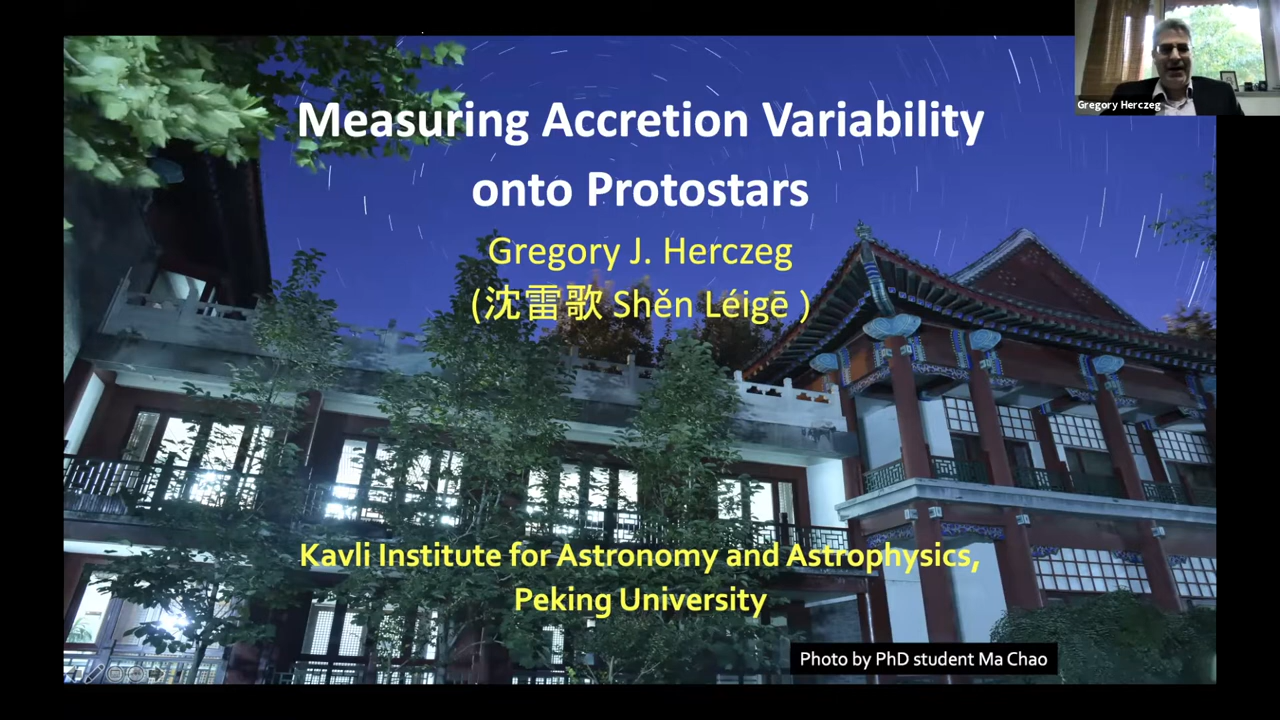 Measuring Accretion Variability
onto Protostars
Gregory J. Herczeg
(沈雷歌 Shěn Léigē )
Kavli Institute for Astronomy and Astrophysics,
Peking University
Photo by PhD student Ma Chao
Gregory Herczeg